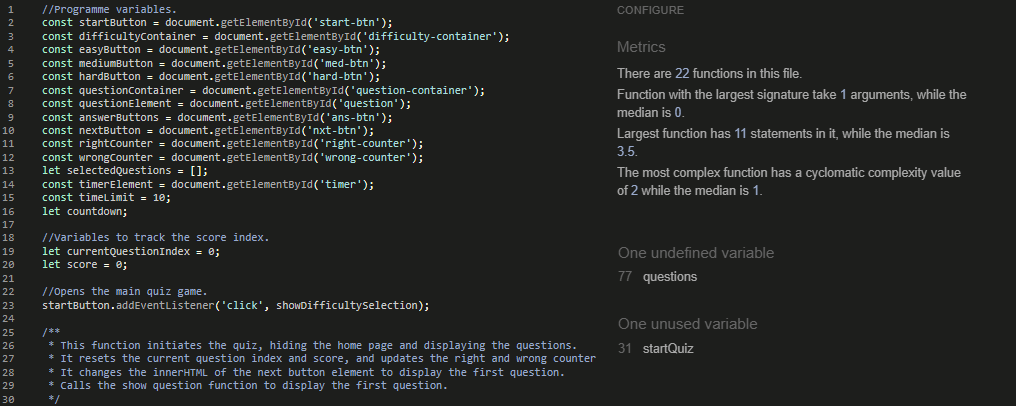 1 //Programme variables.
2 const startButton = document.getElementById('start-btn');
3 const difficultyContainer = document.getElementById('difficulty-container');
4 const easyButton = document.getElementById('easy-btn');
5 const mediumButton = document.getElementById('med-btn');
6 const hardButton = document.getElementById('hard-btn');
7 const questionContainer = document.getElementById('question-container');
8 const questionElement = document.getElementById('question');
9 const answerButtons = document.getElementById('ans-btn');
10 const nextButton = document.getElementById('nxt-btn');
11 const rightCounter = document.getElementById('right-counter');
12 const wrongCounter = document.getElementById('wrong-counter');
13 let selectedQuestions = [];
14 const timerElement = document.getElementById('timer');
15 const timeLimit = 10;
16 let countdown;
17
18 //Variables to track the score index.
19 let currentQuestionIndex = 0;
20 let score = 0;
21
22 //Opens the main quiz game.
23 startButton.addEventListener('click', showDifficultySelection);
24
25 /**
26 * This function initiates the quiz, hiding the home page and displaying the questions.
27 * It resets the current question index and score, and updates the right and wrong counter
28 * It changes the innerHTML of the next button element to display the first question.
29 * Calls the show question function to display the first question.
30 */
CONFIGURE
Metrics
There are 22 functions in this file.
Function with the largest signature take 1 arguments, while the
median is 0.
Largest function has 11 statements in it, while the median is
3.5.
The most complex function has a cyclomatic complexity value
of 2 while the median is 1.
One undefined variable
77 questions
One unused variable
31 startQuiz